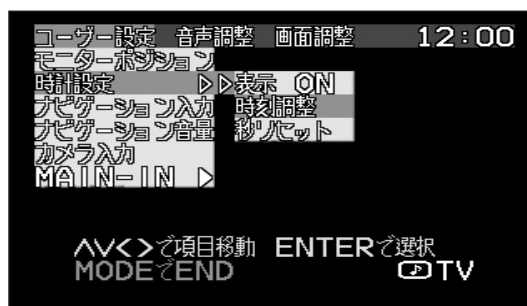 ユーザー設定 音声調整 画面調整 12:00
モニターポジション
時計設定 ▷▷表示 ON
ナビゲーション入力 時刻調整
ナビゲーション音量 秒リセット
カメラ入力
MAIN-IN ▷
∧∨<>で項目移動 ENTERで選択
MODEでEND ♪TV